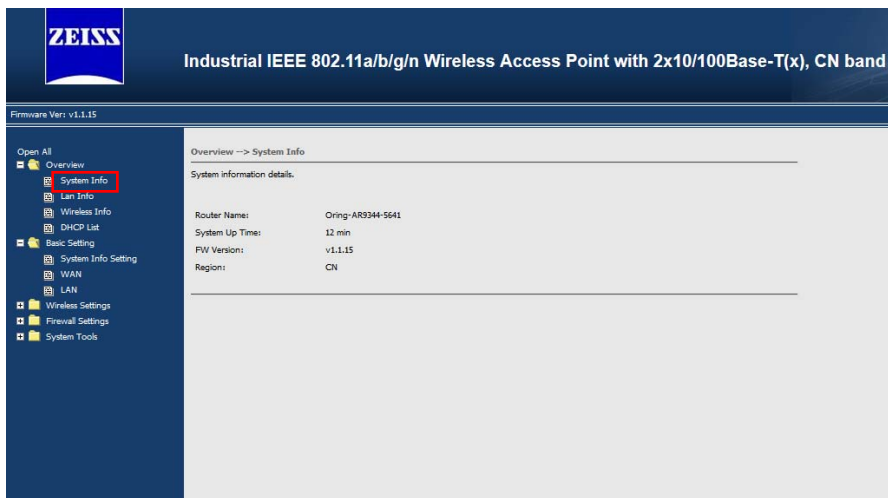 ZEISS
Industrial IEEE 802.11a/b/g/n Wireless Access Point with 2x10/100Base-T(x), CN band
Firmware Ver: v1.1.15
Open All
Overview
System Info
Lan Info
Wireless Info
DHCP List
Basic Setting
System Info Setting
WAN
LAN
Wireless Settings
Firewall Settings
System Tools
Overview --> System Info
System information details.
Router Name: Oring-AR9344-5641
System Up Time: 12 min
FW Version: v1.1.15
Region: CN